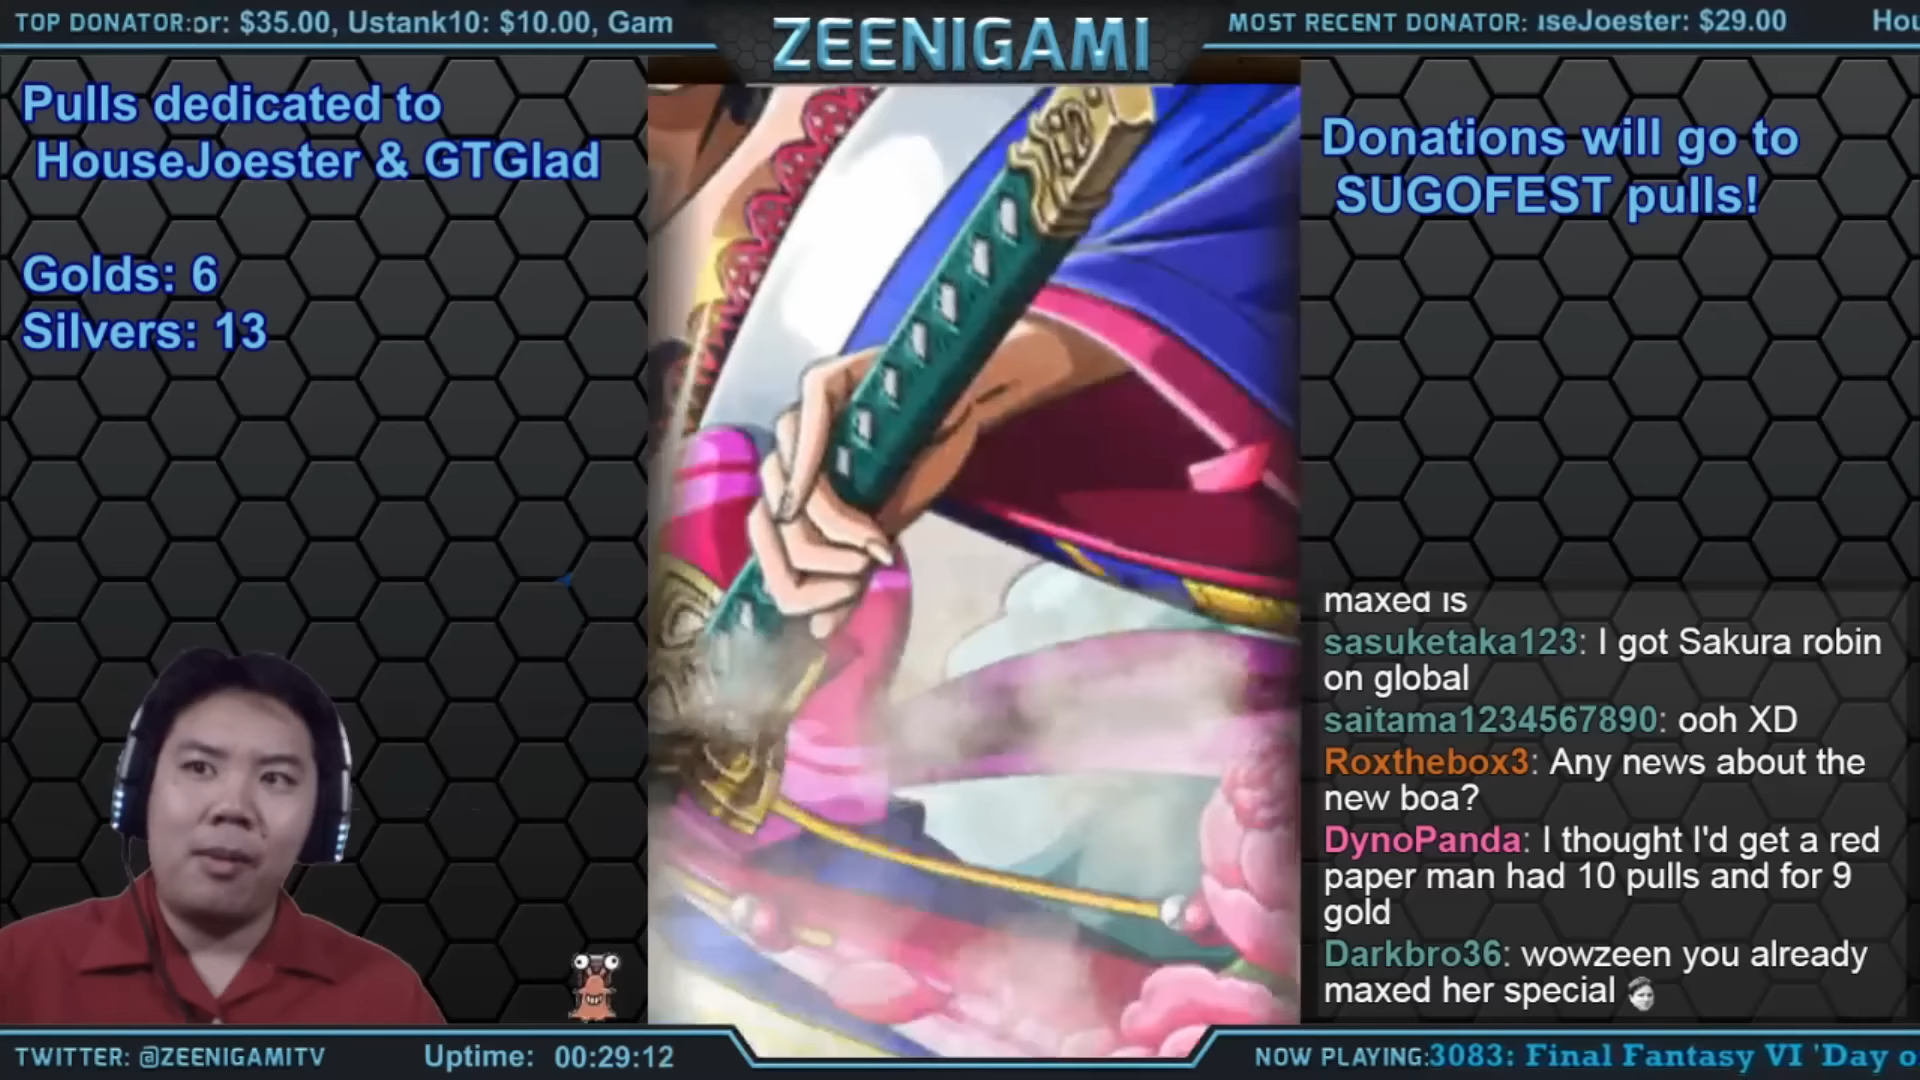 TOP DONATOR: or: $35.00, Ustank10: $10.00, Gam
ZEENIGAMI
MOST RECENT DONATOR: ıseJoester: $29.00 Hou
Pulls dedicated to
HouseJoester & GTGlad
Golds: 6
Silvers: 13
Donations will go to
SUGOFEST pulls!
maxed is
sasuketaka123: I got Sakura robin
on global
saitama1234567890: ooh XD
Roxthebox3: Any news about the
new boa?
DynoPanda: I thought I'd get a red
paper man had 10 pulls and for 9
gold
Darkbro36: wowzeen you already
maxed her special
TWITTER: @ZEENIGAMITV
Uptime: 00:29:12
NOW PLAYING:3083: Final Fantasy VI 'Day o